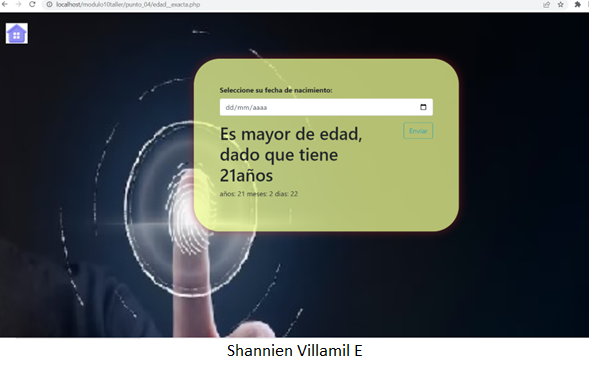 localhost/modulo10taller/punto_04/edad_exacta.php
Seleccione su fecha de nacimiento:
dd/mm/aaaa
Es mayor de edad,
dado que tiene
21años
Enviar
años: 21 meses: 2 dias: 22
Shannien Villamil E